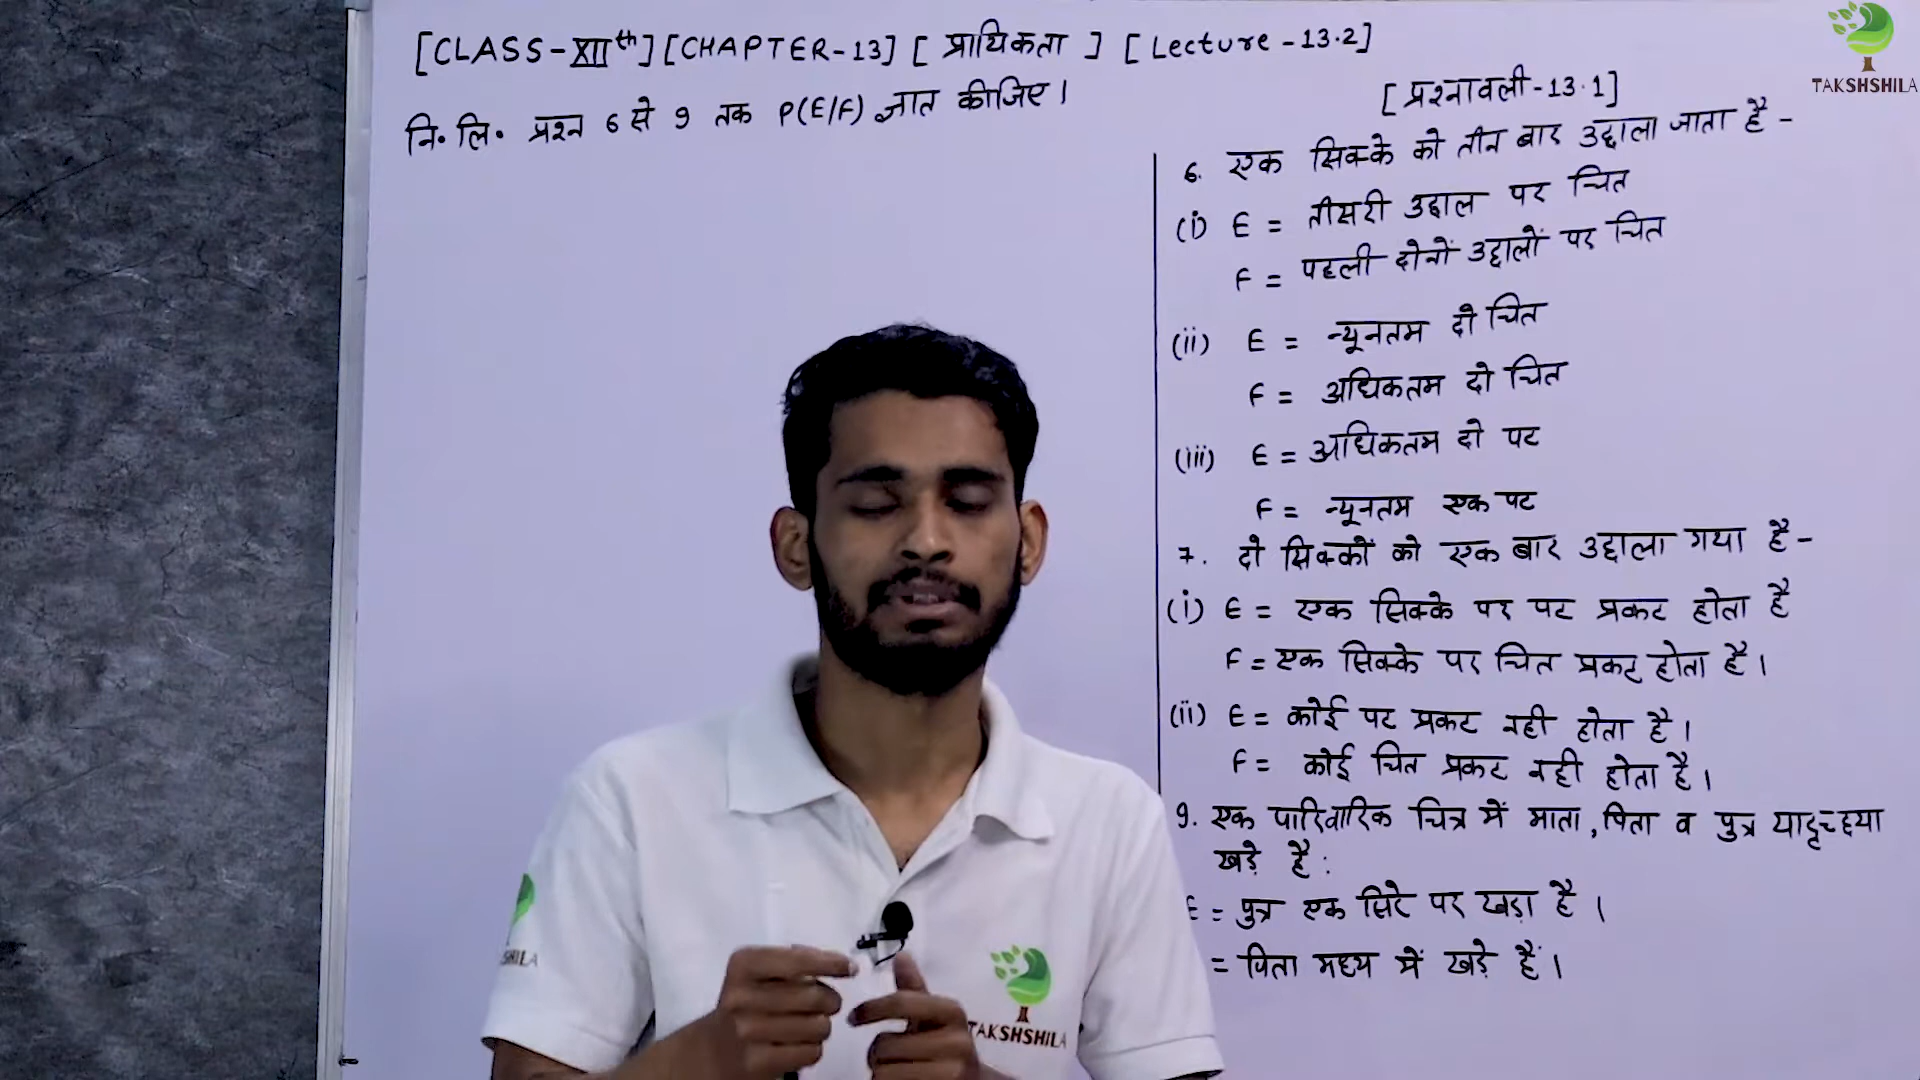 [CLASS-XIIth] [CHAPTER-13] [ प्रायिकता ] [ Lecture-13.2]
नि. लि. प्रश्न 6 से 9 तक P(E/F) ज्ञात कीजिए।
[प्रश्नावली-13.1]
6. एक सिक्के को तीन बार उछाला जाता है -
(i) E = तीसरी उछाल पर चित
F = पहली दोनों उछालों पर चित
(ii) E = न्यूनतम दो चित
F = अधिकतम दो चित
(iii) E = अधिकतम दो पट
F = न्यूनतम एक पट
7. दो सिक्कों को एक बार उछाला गया है -
(i) E = एक सिक्के पर पट प्रकट होता है
F = एक सिक्के पर चित प्रकट होता है।
(ii) E = कोई पट प्रकट नही होता है।
F = कोई चित प्रकट नही होता है।
9. एक पारिवारिक चित्र में माता, पिता व पुत्र यादृच्छया
खड़े है:
E = पुत्र एक सिरे पर खड़ा है।
= पिता मध्य में खड़े हैं।
TAKSHSHILA
SHILA
TAKSHSHILA